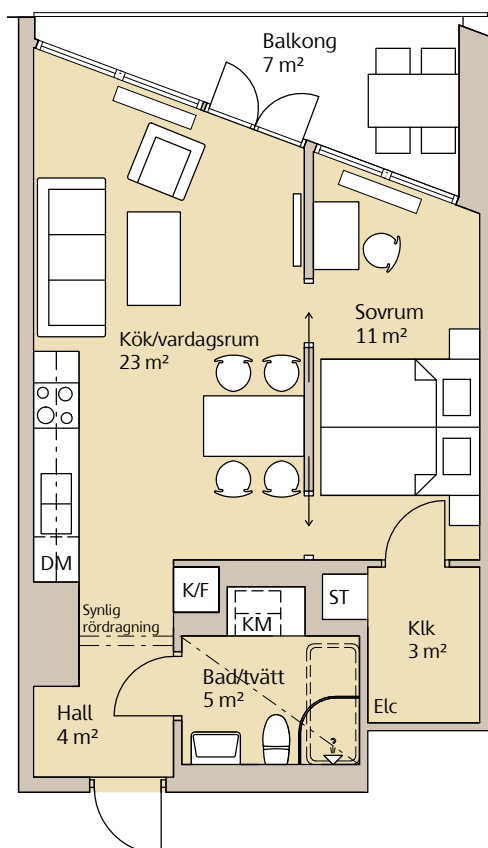 Balkong
7 m²
Sovrum
11 m²
Kök/vardagsrum
23 m²
DM
K/F
KM
ST
Synlig
rördragning
Klk
3 m²
Bad/tvätt
5 m²
Elc
Hall
4 m²